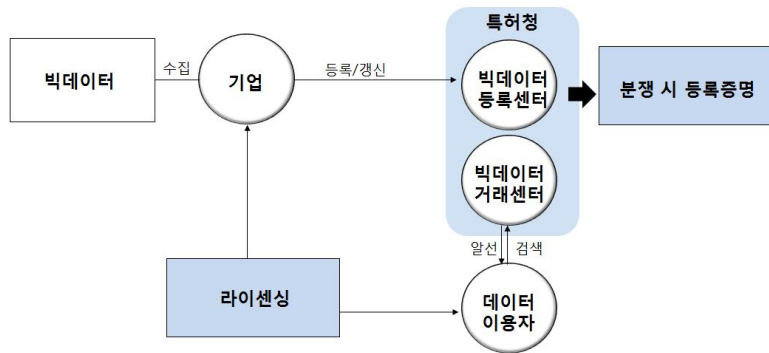 특허청
빅데이터
수집
기업
등록/갱신
빅데이터
등록센터
분쟁 시 등록증명
빅데이터
거래센터
알선
검색
라이센싱
데이터
이용자